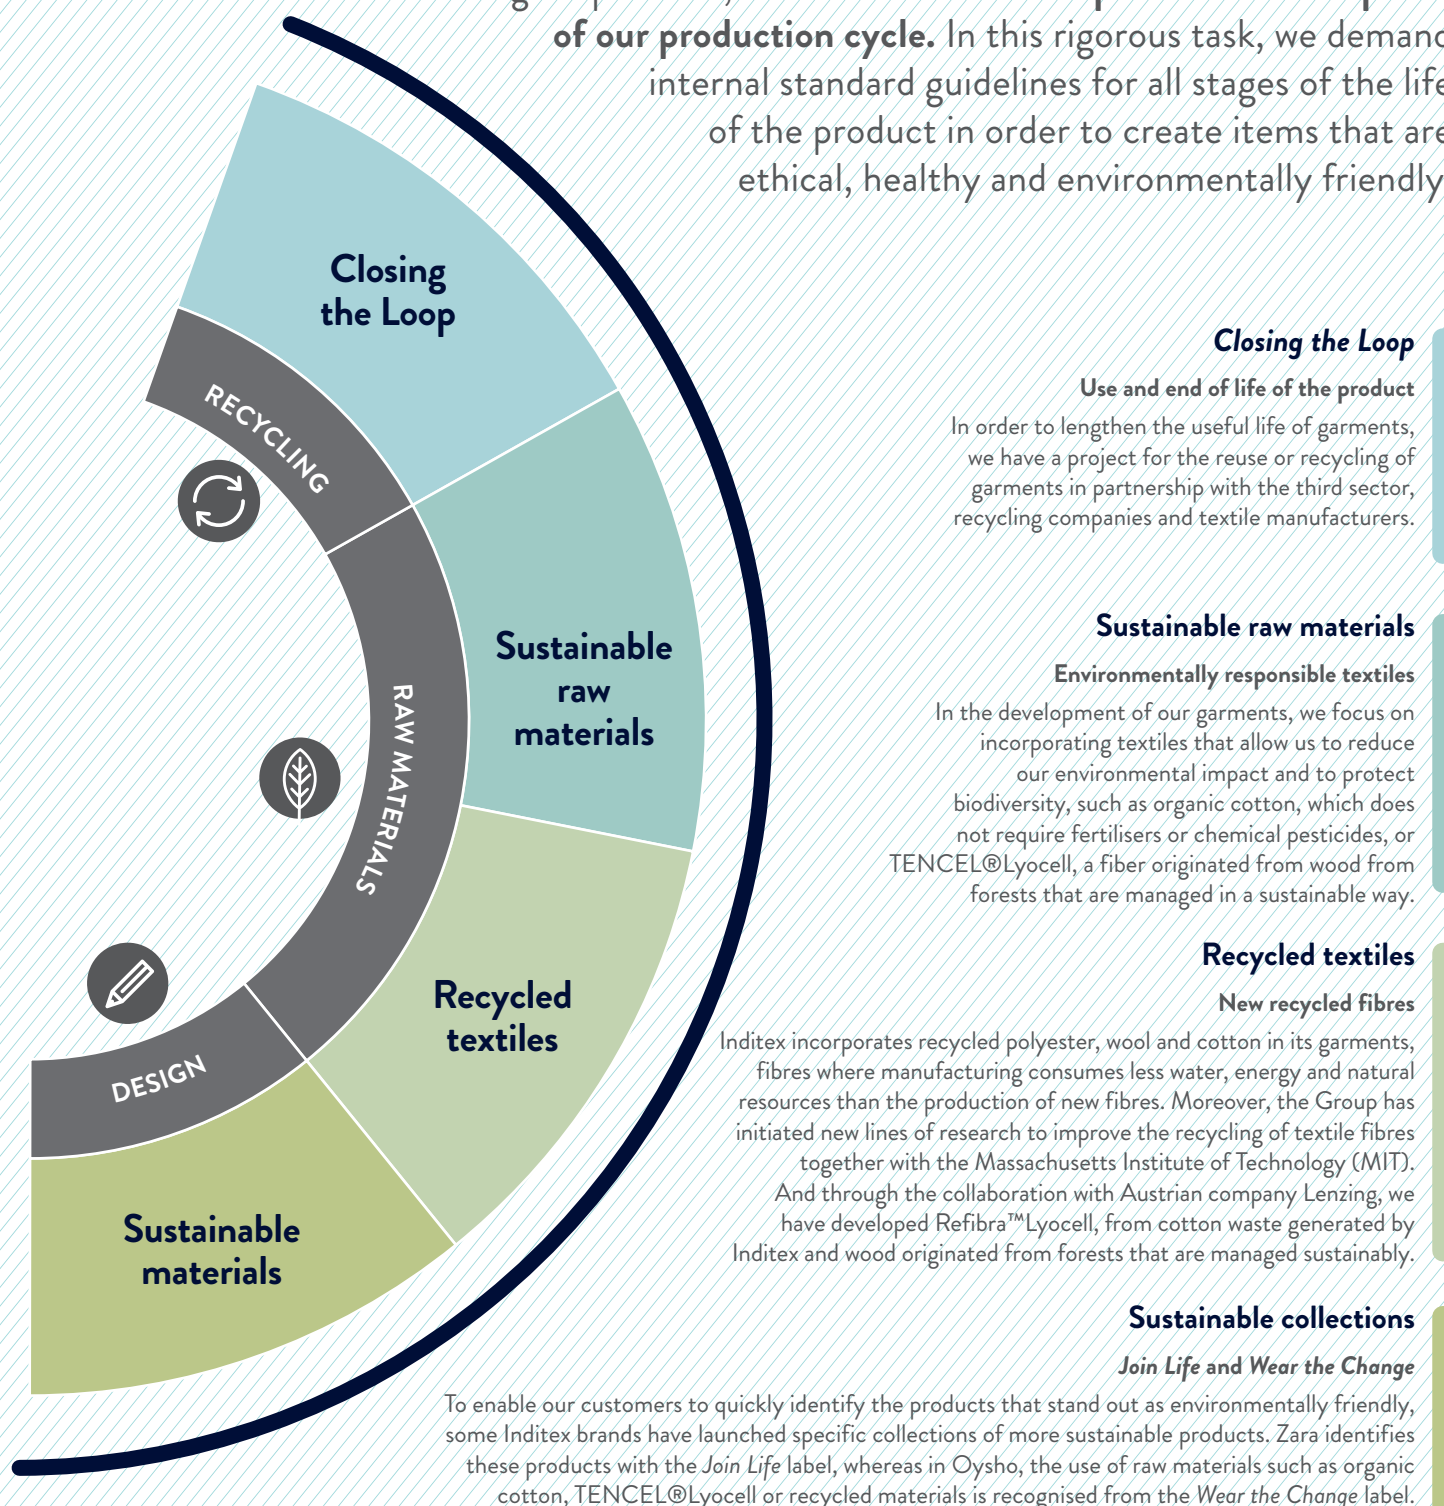 of our production cycle. In this rigorous task, we demand
internal standard guidelines for all stages of the life
of the product in order to create items that are
ethical, healthy and environmentally friendly
Closing
the Loop
RECYCLING
RAW MATERIALS
DESIGN
Sustainable
raw
materials
Recycled
textiles
Sustainable
materials
Closing the Loop
Use and end of life of the product
In order to lengthen the useful life of garments,
we have a project for the reuse or recycling of
garments in partnership with the third sector,
recycling companies and textile manufacturers.
Sustainable raw materials
Environmentally responsible textiles
In the development of our garments, we focus on
incorporating textiles that allow us to reduce
our environmental impact and to protect
biodiversity, such as organic cotton, which does
not require fertilisers or chemical pesticides, or
TENCEL®Lyocell, a fiber originated from wood from
forests that are managed in a sustainable way.
Recycled textiles
New recycled fibres
Inditex incorporates recycled polyester, wool and cotton in its garments,
fibres where manufacturing consumes less water, energy and natural
resources than the production of new fibres. Moreover, the Group has
initiated new lines of research to improve the recycling of textile fibres
together with the Massachusetts Institute of Technology (MIT).
And through the collaboration with Austrian company Lenzing, we
have developed Refibra™Lyocell, from cotton waste generated by
Inditex and wood originated from forests that are managed sustainably.
Sustainable collections
Join Life and Wear the Change
To enable our customers to quickly identify the products that stand out as environmentally friendly,
some Inditex brands have launched specific collections of more sustainable products. Zara identifies
these products with the Join Life label, whereas in Oysho, the use of raw materials such as organic
cotton, TENCEL®Lyocell or recycled materials is recognised from the Wear the Change label.